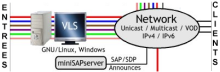 ENTREES
VLS
GNU/Linux, Windows
Network
Unicast / Multicast / VOD
IPv4 / IPv6
miniSAPserver
SAP/SDP
Announces
CLIENTS